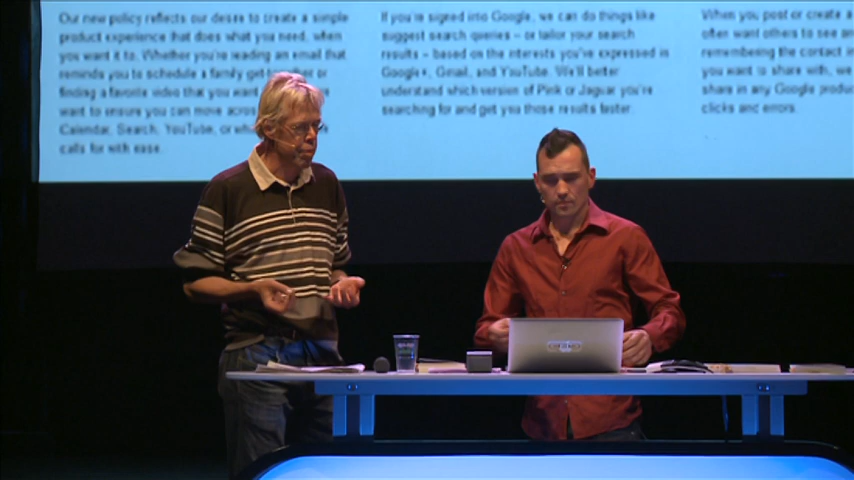 Our new policy reflects our desire to create a simple
product experience that does what you need, when
you want it to. Whether you're reading an email that
reminds you to schedule a family get together or
finding a favorite video that you want
want to ensure you can move across
Calendar, Search, YouTube, or
calls for with ease.
If you're signed into Google, we can do things like
suggest search queries – or tailor your search
results – based on the interests you've expressed in
Google+, Gmail, and YouTube. We'll better
understand which version of Pink or Jaguar you're
searching for and get you those results faster.
When you post or create a
often want others to see an
remembering the contact in
you want to share with, we
share in any Google produc
clicks and errors.